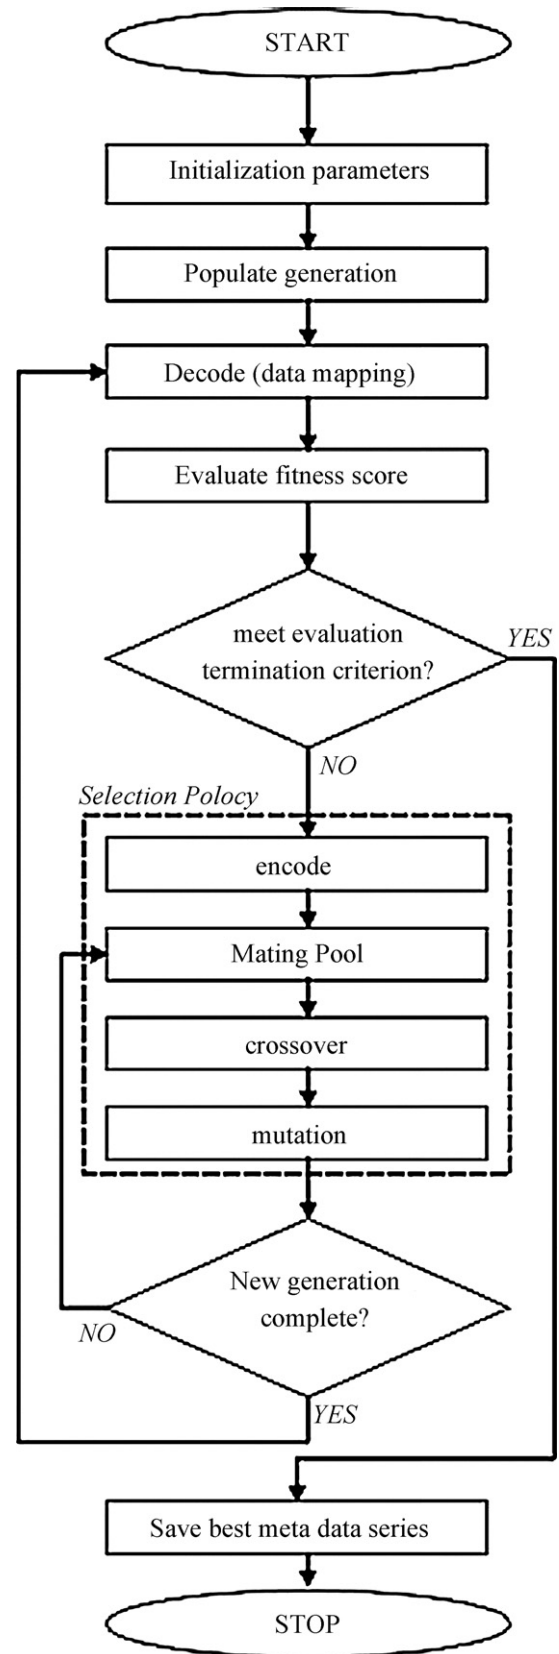 START
Initialization parameters
Populate generation
Decode (data mapping)
Evaluate fitness score
meet evaluation
termination criterion?
YES
NO
Selection Polocy
encode
Mating Pool
crossover
mutation
New generation
complete?
NO
YES
Save best meta data series
STOP